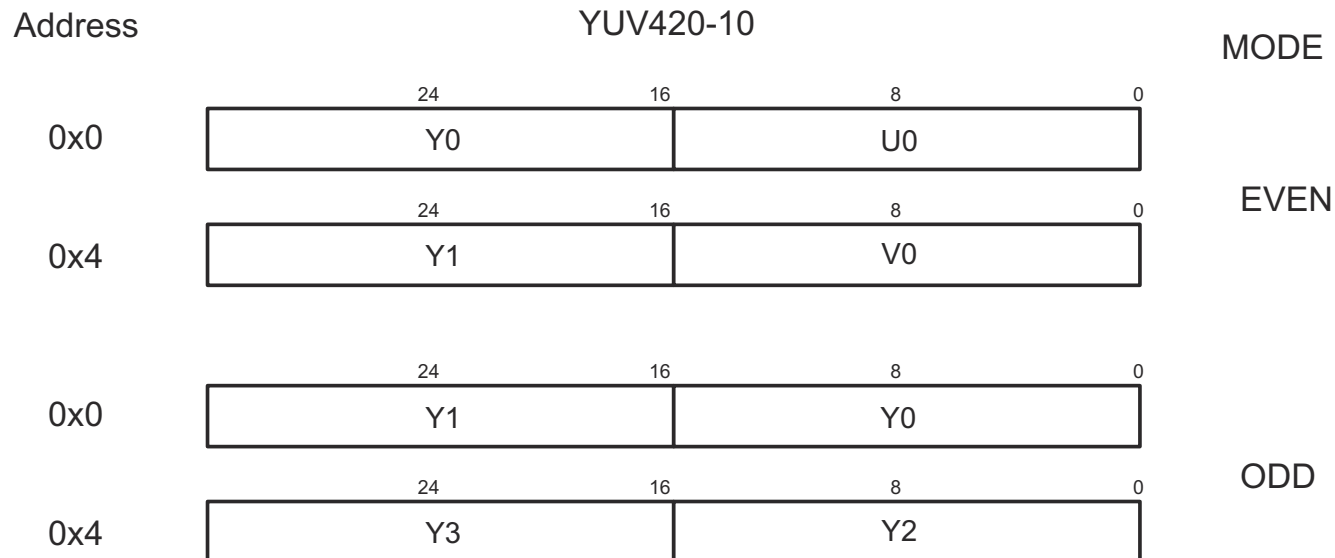 Address YUV420-10 MODE
24 16 8 0
0x0 Y0 U0
EVEN
24 16 8 0
0x4 Y1 V0
24 16 8 0
0x0 Y1 Y0
ODD
24 16 8 0
0x4 Y3 Y2